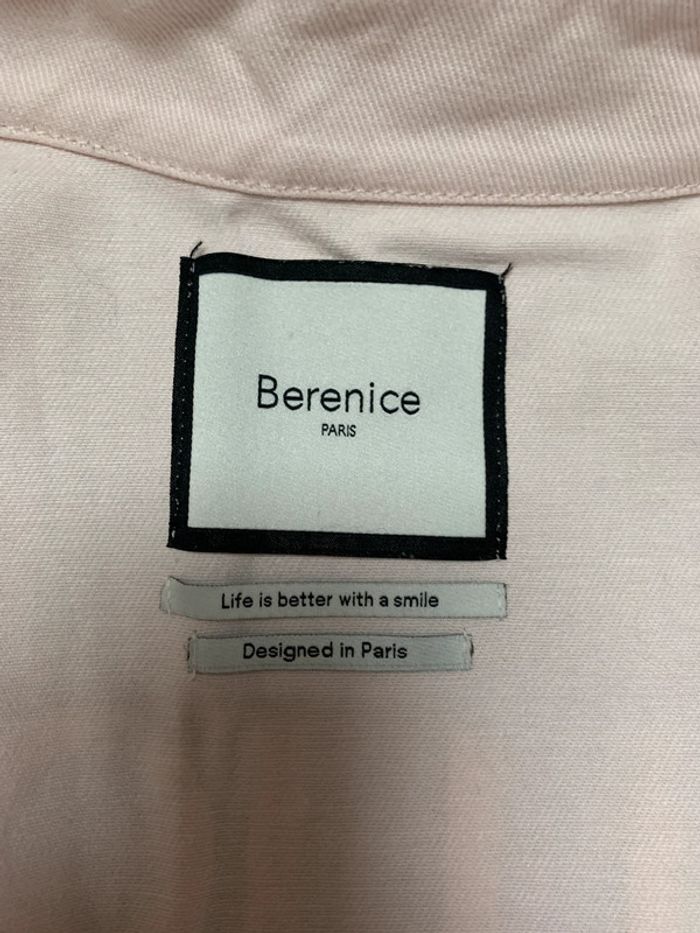 Berenice
PARIS
Life is better with a smile
Designed in Paris